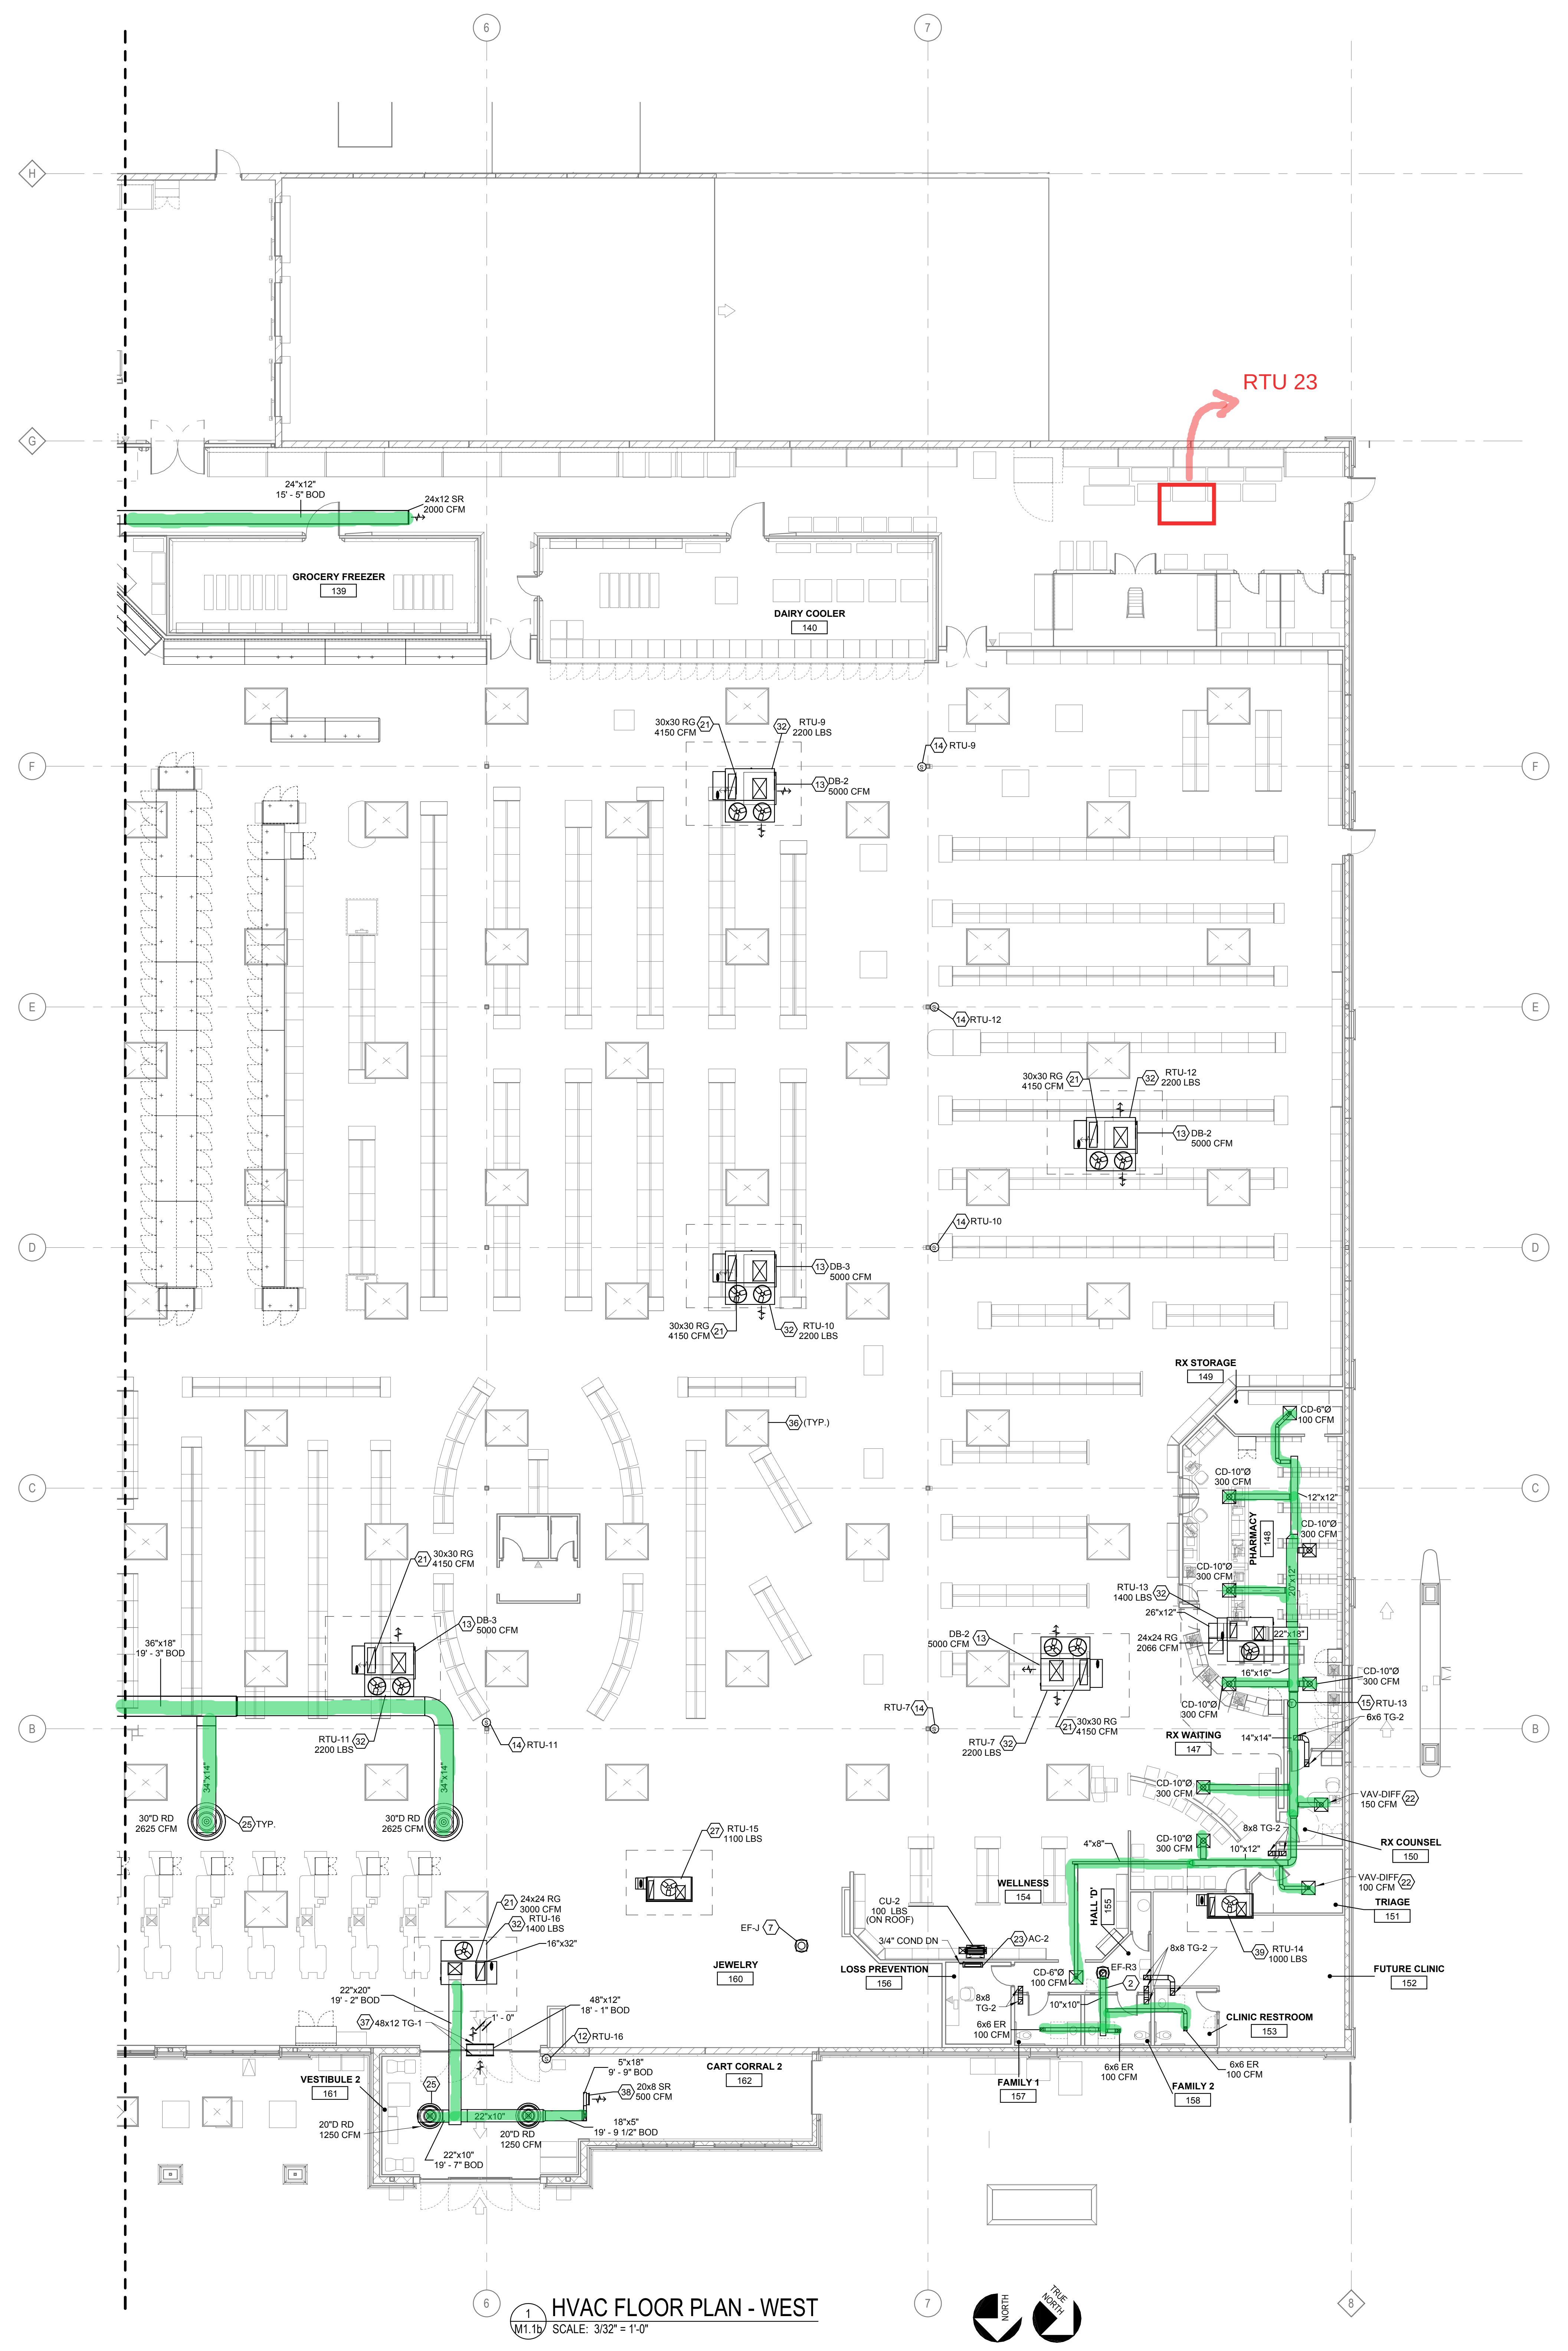 6
7
H
RTU 23
G
24"x12"
15' - 5" BOD
24x12 SR
2000 CFM
GROCERY FREEZER
139
DAIRY COOLER
140
30x30 RG
4150 CFM
21
32
RTU-9
2200 LBS
14
RTU-9
F
F
13
DB-2
5000 CFM
E
E
14
RTU-12
30x30 RG
4150 CFM
21
32
RTU-12
2200 LBS
13
DB-2
5000 CFM
14
RTU-10
D
D
13
DB-3
5000 CFM
30x30 RG
4150 CFM
21
32
RTU-10
2200 LBS
RX STORAGE
149
CD-6"Ø
100 CFM
36
(TYP.)
CD-10"Ø
300 CFM
C
C
12"x12"
CD-10"Ø
300 CFM
PHARMACY
148
21
30x30 RG
4150 CFM
CD-10"Ø
300 CFM
20"x12"
RTU-13
1400 LBS
32
26"x12"
13
DB-3
5000 CFM
DB-2
5000 CFM
13
22"x18"
24x24 RG
2066 CFM
36"x18"
19' - 3" BOD
16"x16"
CD-10"Ø
300 CFM
CD-10"Ø
300 CFM
15
RTU-13
6x6 TG-2
RTU-7
14
B
B
RTU-11
2200 LBS
32
14
RTU-11
21
30x30 RG
4150 CFM
RTU-7
2200 LBS
32
RX WAITING
147
14"x14"
34"x14"
34"x14"
CD-10"Ø
300 CFM
VAV-DIFF
150 CFM
22
30"D RD
2625 CFM
25
TYP.
30"D RD
2625 CFM
27
RTU-15
1100 LBS
8x8 TG-2
CD-10"Ø
300 CFM
RX COUNSEL
150
4"x8"
10"x12"
VAV-DIFF
100 CFM
22
WELLNESS
154
HALL 'D'
155
TRIAGE
151
21
24x24 RG
3000 CFM
32
RTU-16
1400 LBS
CU-2
100 LBS
(ON ROOF)
EF-J
7
3/4" COND DN
23
AC-2
16"x32"
8x8 TG-2
39
RTU-14
1000 LBS
JEWELRY
160
LOSS PREVENTION
156
CD-6"Ø
100 CFM
EF-R3
2
FUTURE CLINIC
152
22"x20"
19' - 2" BOD
48"x12"
18' - 1" BOD
8x8
TG-2
10"x10"
1' - 0"
37
48x12 TG-1
12
RTU-16
6x6 ER
100 CFM
CLINIC RESTROOM
153
5"x18"
9' - 9" BOD
CART CORRAL 2
162
6x6 ER
100 CFM
6x6 ER
100 CFM
VESTIBULE 2
161
25
38
20x8 SR
500 CFM
FAMILY 1
157
FAMILY 2
158
22"x10"
20"D RD
1250 CFM
20"D RD
1250 CFM
18"x5"
19' - 9 1/2" BOD
22"x10"
19' - 7" BOD
6
7
8
1
M1.1b
HVAC FLOOR PLAN - WEST
SCALE: 3/32" = 1'-0"
NORTH
TRUE
NORTH